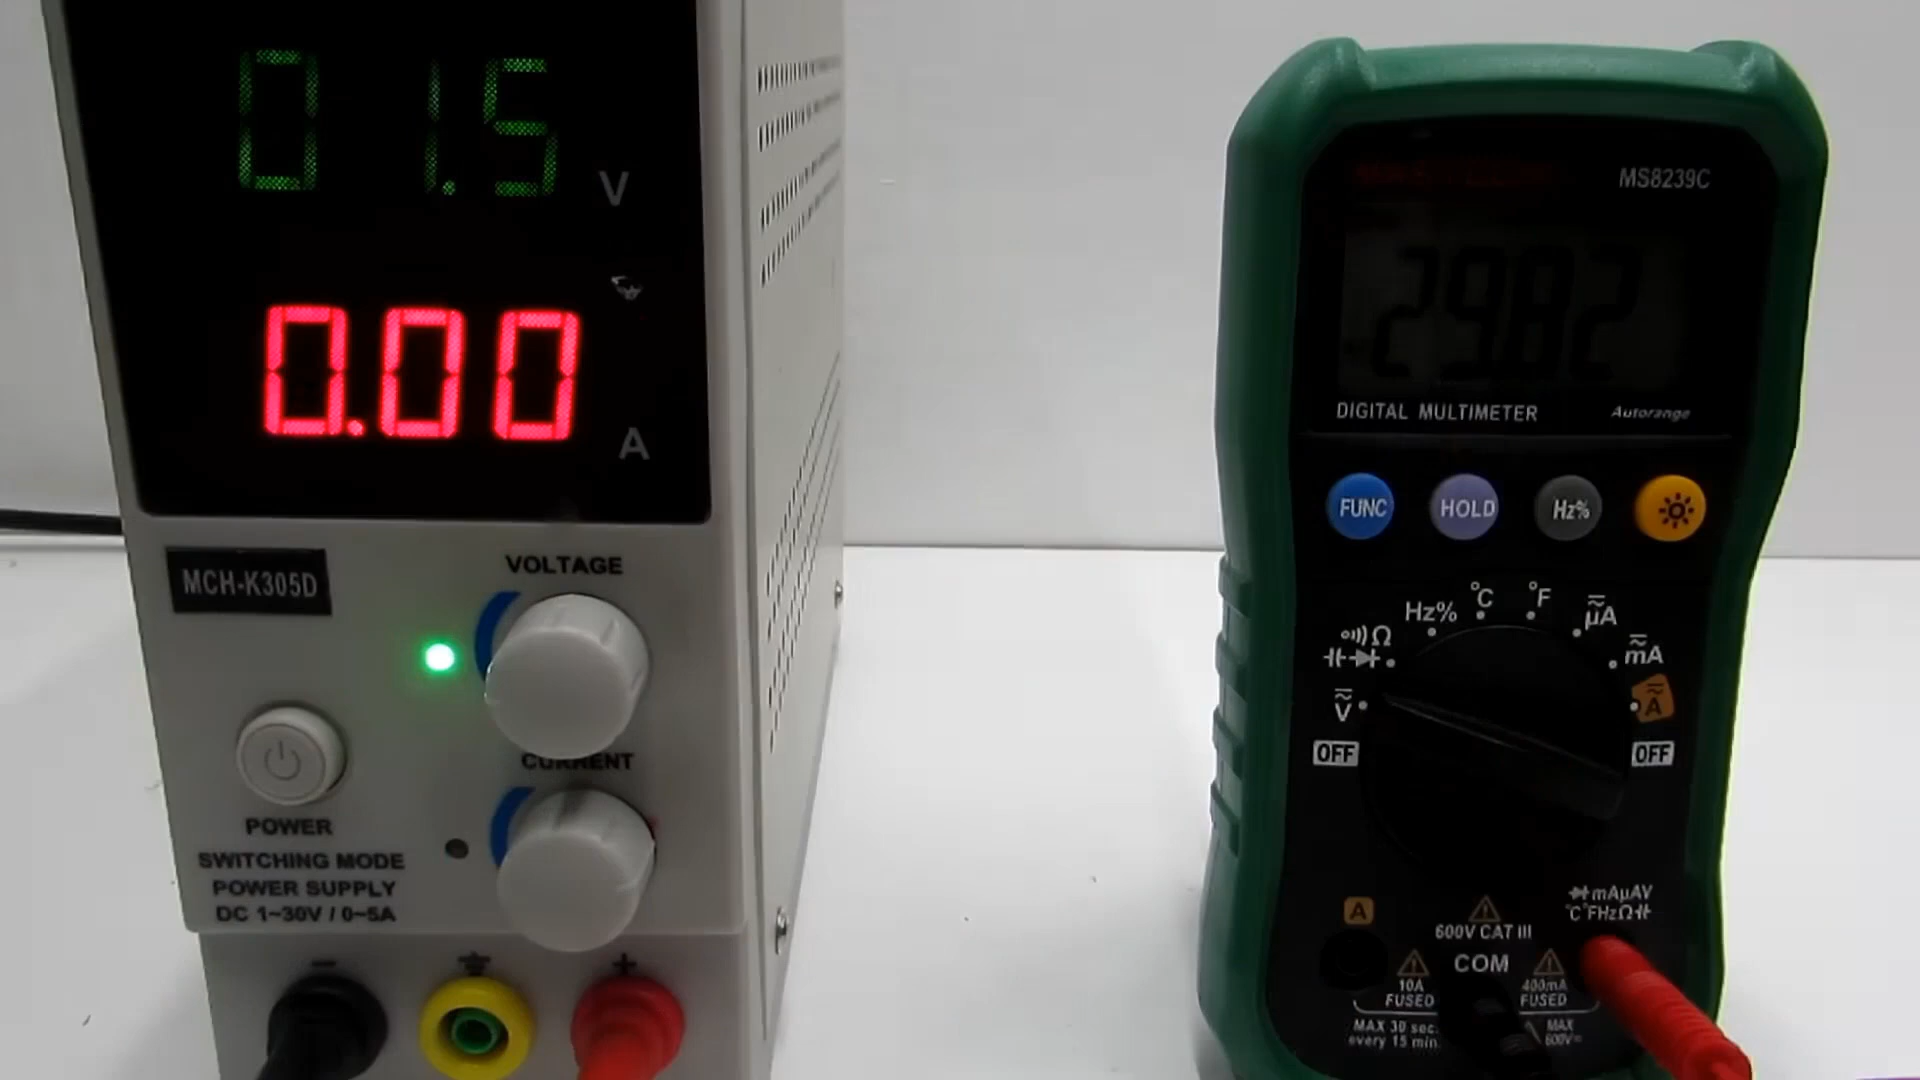 01.5
V
0.00
A
MCH-K305D
VOLTAGE
CURRENT
POWER
SWITCHING MODE
POWER SUPPLY
DC 1~30V / 0~5A
-
+
MS8239C
29.82
DIGITAL MULTIMETER
Autorange
FUNC
HOLD
Hz%
Ω
Hz%
°C
°F
µA
mA
A
V
OFF
OFF
A
mAµAV
°C°FHzΩ
600V CAT III
COM
10A
FUSED
400mA
FUSED
MAX 30 sec.
every 15 min.
MAX
600V